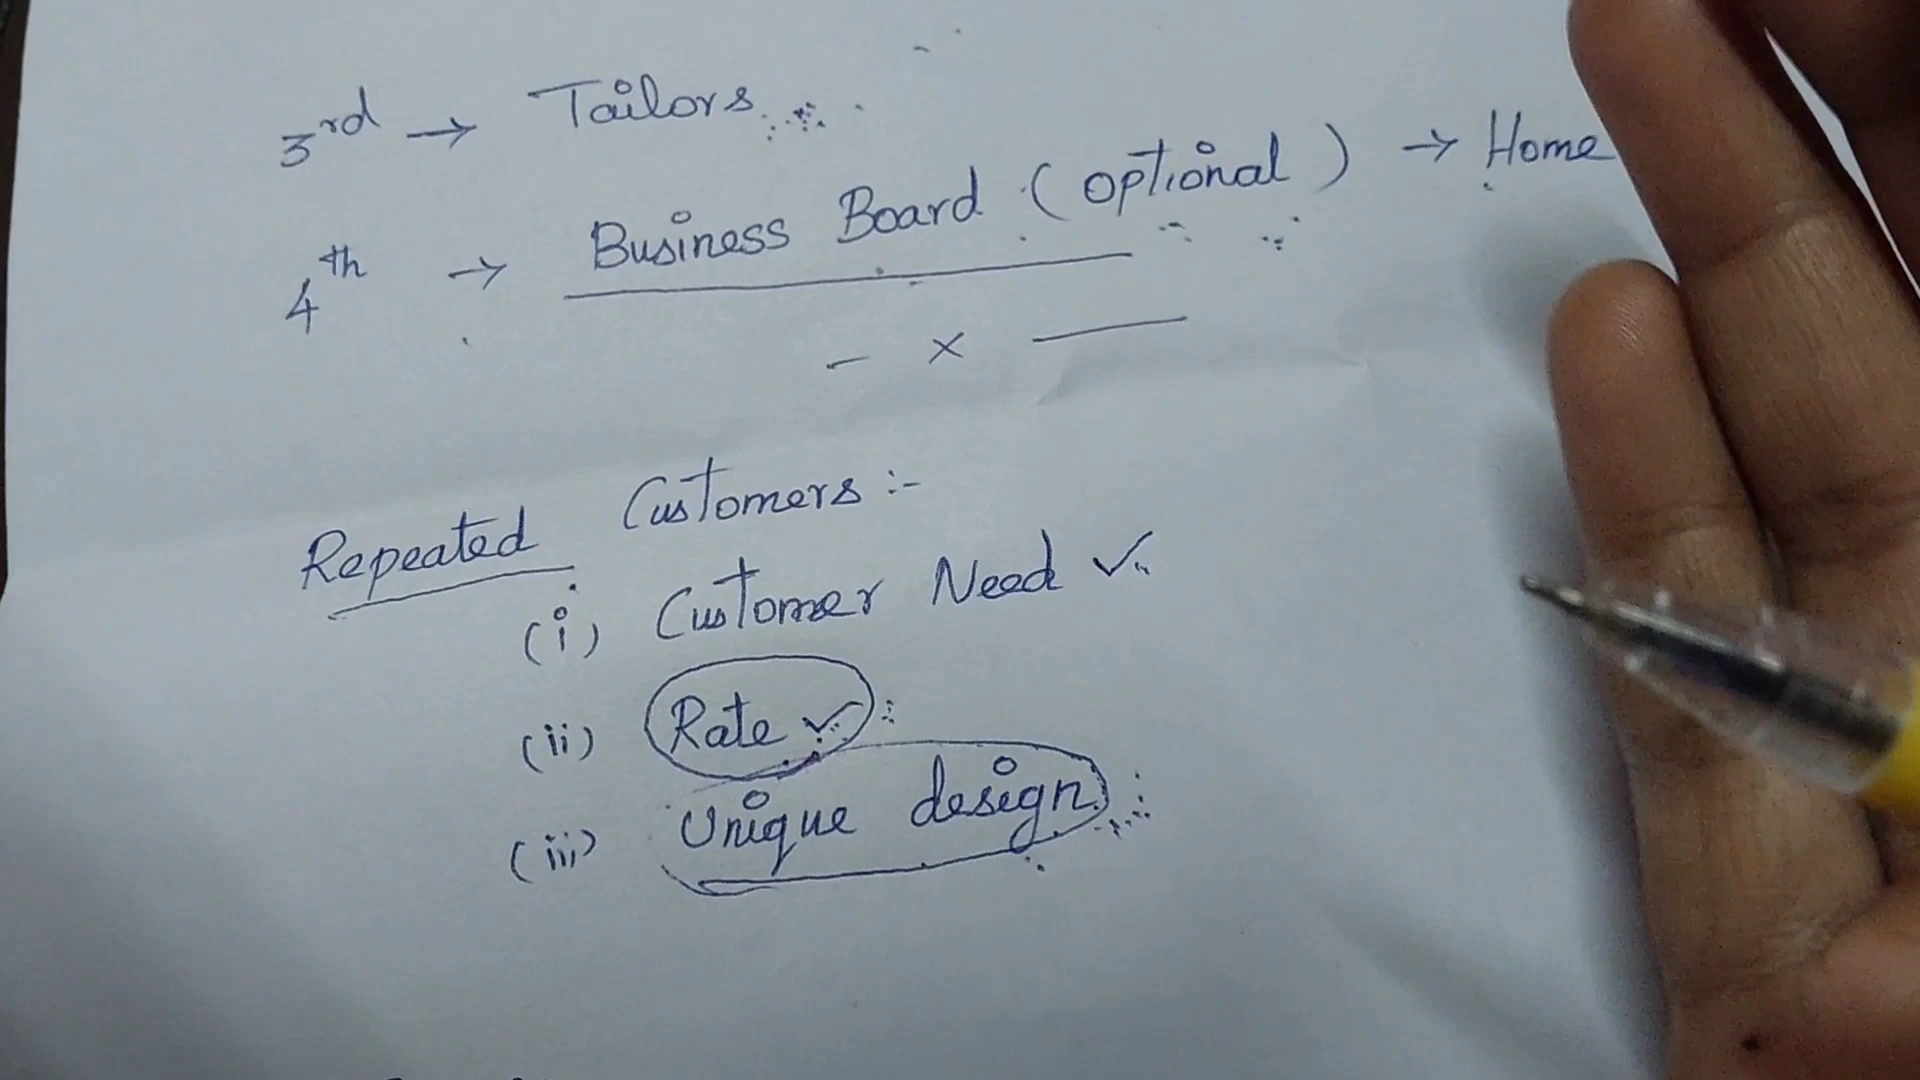 3rd → Tailors
4th → Business Board (optional) → Home
— × —
Repeated Customers :-
(i) Customer Need ✓
(ii) Rate ✓
(iii) Unique design